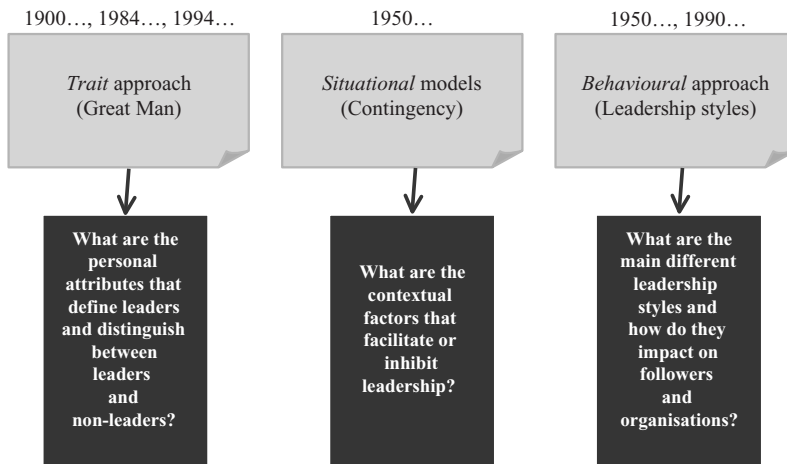 1900…, 1984…, 1994…
Trait approach
(Great Man)
What are the
personal
attributes that
define leaders
and distinguish
between
leaders
and
non-leaders?
1950…
Situational models
(Contingency)
What are the
contextual
factors that
facilitate or
inhibit
leadership?
1950…, 1990…
Behavioural approach
(Leadership styles)
What are the
main different
leadership
styles and
how do they
impact on
followers
and
organisations?